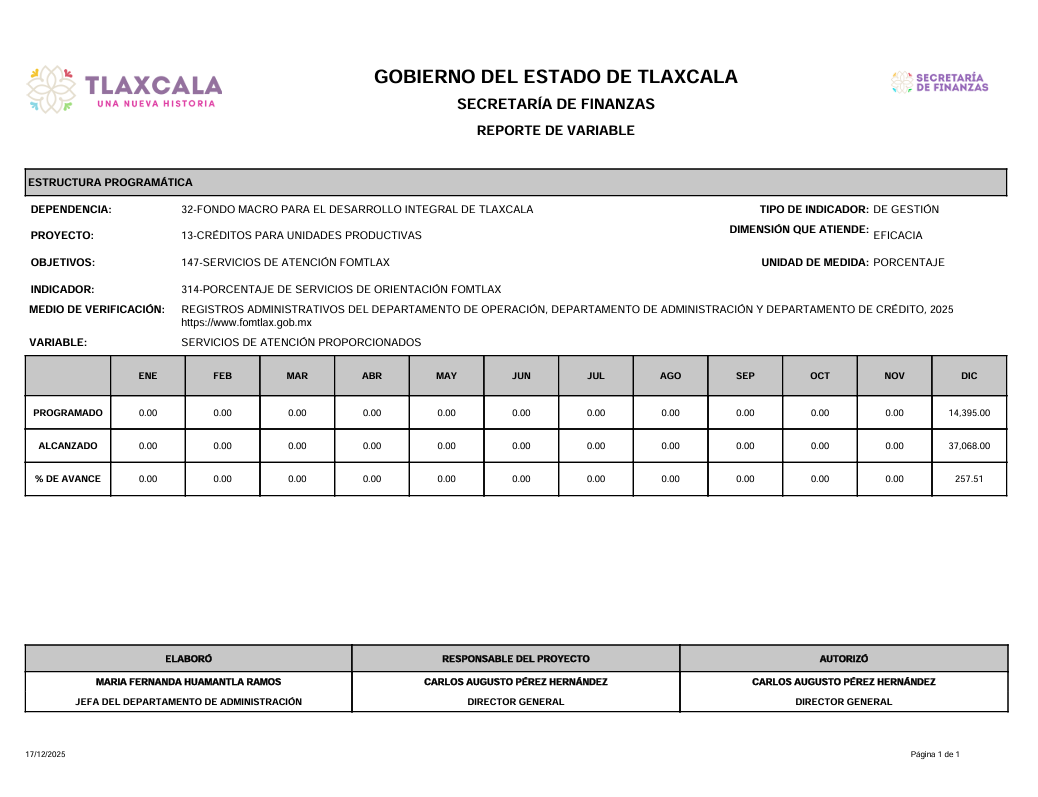 TLAXCALA
UNA NUEVA HISTORIA
GOBIERNO DEL ESTADO DE TLAXCALA
SECRETARÍA DE FINANZAS
REPORTE DE VARIABLE
SECRETARÍA
DE FINANZAS
ESTRUCTURA PROGRAMÁTICA
DEPENDENCIA: 32-FONDO MACRO PARA EL DESARROLLO INTEGRAL DE TLAXCALA TIPO DE INDICADOR: DE GESTIÓN
PROYECTO: 13-CRÉDITOS PARA UNIDADES PRODUCTIVAS DIMENSIÓN QUE ATIENDE: EFICACIA
OBJETIVOS: 147-SERVICIOS DE ATENCIÓN FOMTLAX UNIDAD DE MEDIDA: PORCENTAJE
INDICADOR: 314-PORCENTAJE DE SERVICIOS DE ORIENTACIÓN FOMTLAX
MEDIO DE VERIFICACIÓN: REGISTROS ADMINISTRATIVOS DEL DEPARTAMENTO DE OPERACIÓN, DEPARTAMENTO DE ADMINISTRACIÓN Y DEPARTAMENTO DE CRÉDITO, 2025
https://www.fomtlax.gob.mx
VARIABLE: SERVICIOS DE ATENCIÓN PROPORCIONADOS
ENE FEB MAR ABR MAY JUN JUL AGO SEP OCT NOV DIC
PROGRAMADO 0.00 0.00 0.00 0.00 0.00 0.00 0.00 0.00 0.00 0.00 0.00 14,395.00
ALCANZADO 0.00 0.00 0.00 0.00 0.00 0.00 0.00 0.00 0.00 0.00 0.00 37,068.00
% DE AVANCE 0.00 0.00 0.00 0.00 0.00 0.00 0.00 0.00 0.00 0.00 0.00 257.51
ELABORÓ RESPONSABLE DEL PROYECTO AUTORIZÓ
MARIA FERNANDA HUAMANTLA RAMOS CARLOS AUGUSTO PÉREZ HERNÁNDEZ CARLOS AUGUSTO PÉREZ HERNÁNDEZ
JEFA DEL DEPARTAMENTO DE ADMINISTRACIÓN DIRECTOR GENERAL DIRECTOR GENERAL
17/12/2025 Página 1 de 1